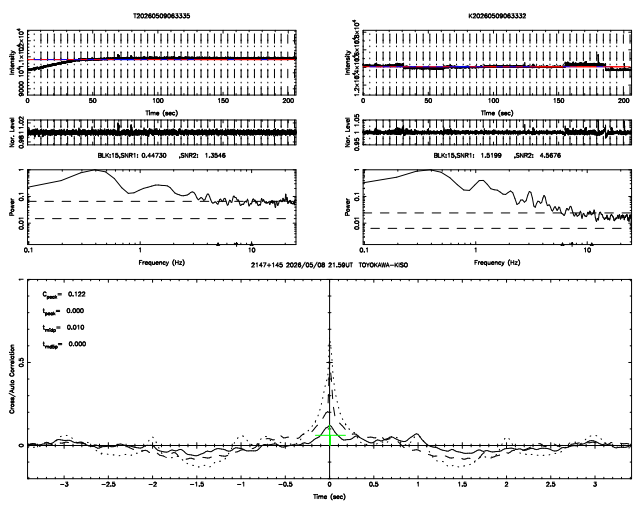 T20260509063335
K20260509063332
Intensity
Time (sec)
Nor. Level
BLK:15,SNR1: 0.44730 ,SNR2: 1.3546
BLK:15,SNR1: 1.5199 ,SNR2: 4.5676
Power
Frequency (Hz)
2147+145 2026/05/08 21.59UT TOYOKAWA-KISO
Cross/Auto Correlation
Cpeak= 0.122
tpeak= 0.000
0.010
0.000
Time (sec)